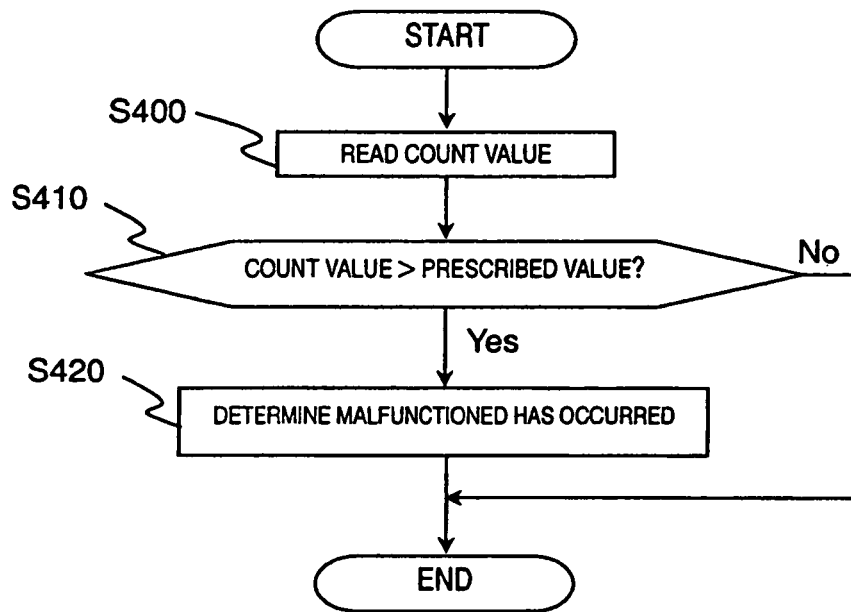 START
S400
READ COUNT VALUE
S410
COUNT VALUE > PRESCRIBED VALUE?
No
Yes
S420
DETERMINE MALFUNCTIONED HAS OCCURRED
END